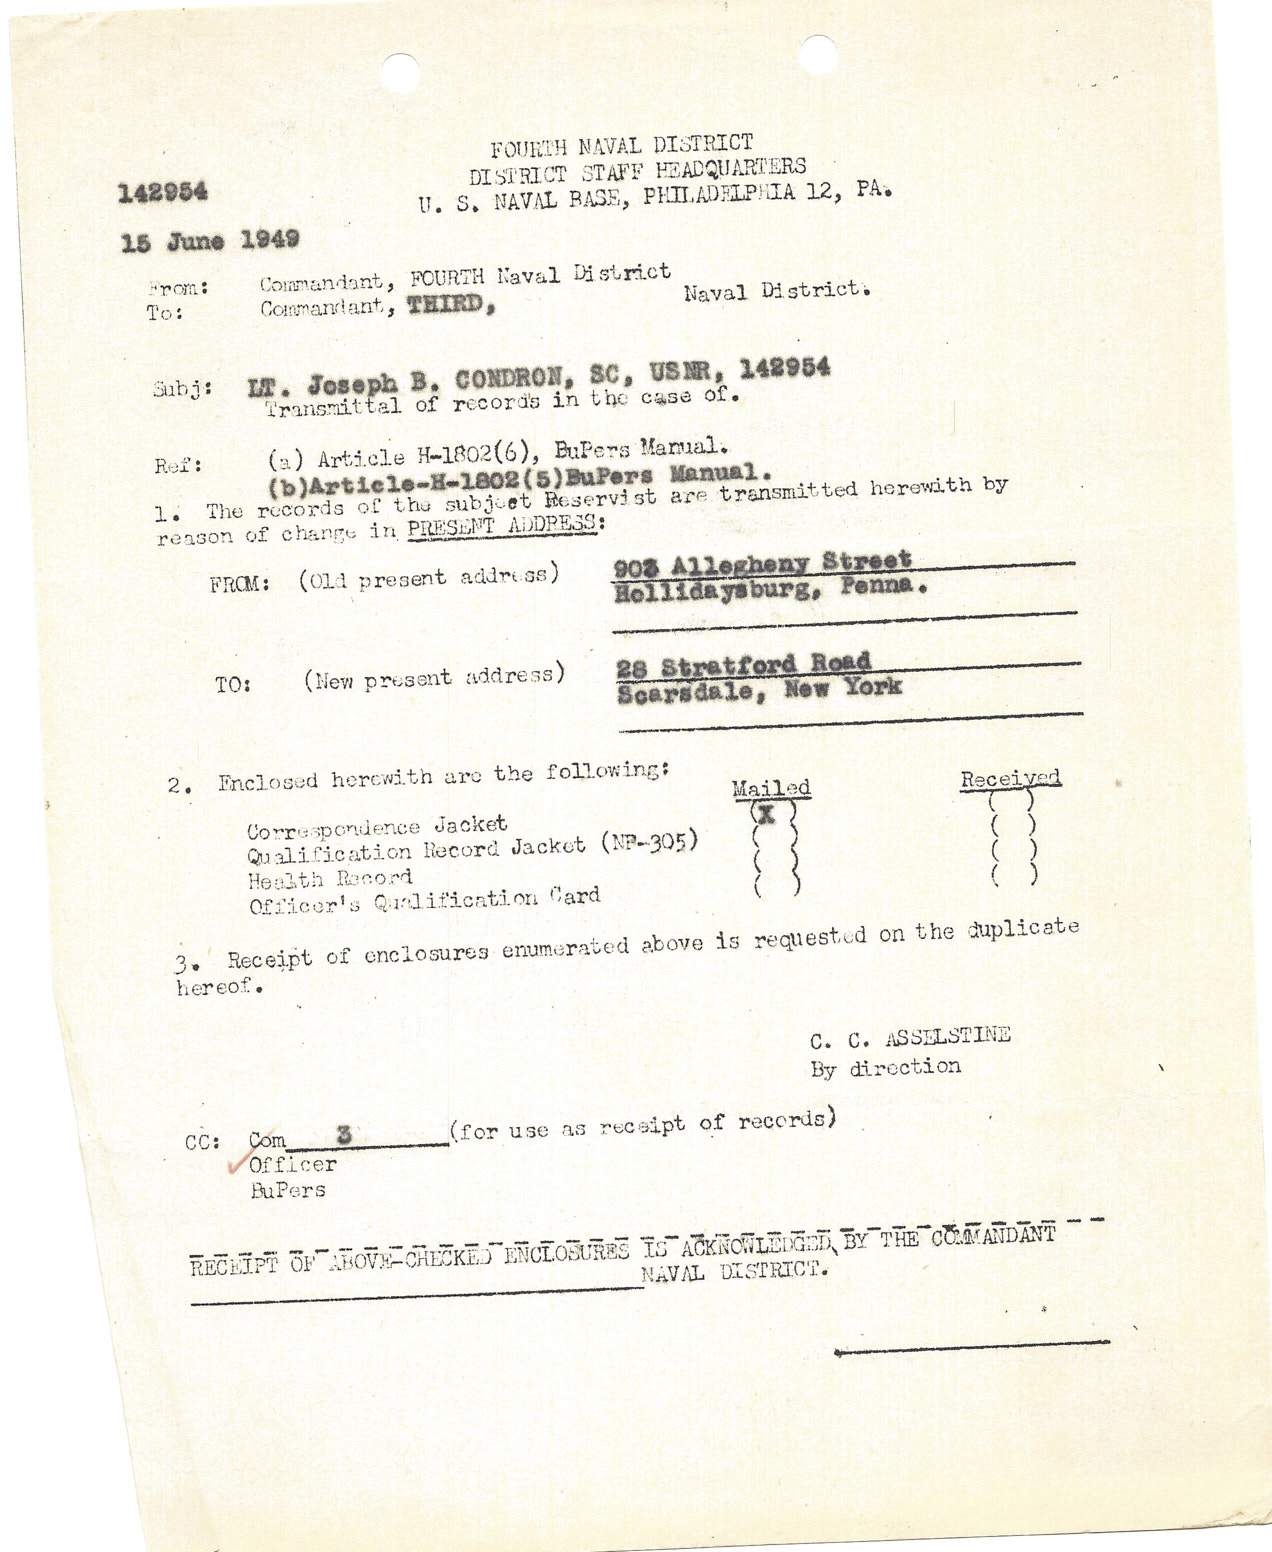 FOURTH NAVAL DISTRICT
DISTRICT STAFF HEADQUARTERS
U. S. NAVAL BASE, PHILADELPHIA 12, PA.
142954
15 June 1949
From: Commandant, FOURTH Naval District
To: Commandant, THIRD, Naval District.
Subj: LT. Joseph B. CONDRON, SC, USNR, 142954
Transmittal of records in the case of.
Ref: (a) Article H-1802(6), BuPers Manual.
(b)Article-H-1802(5)BuPers Manual.
1. The records of the subject Reservist are transmitted herewith by
reason of change in PRESENT ADDRESS:
FROM: (Old present address) 903 Allegheny Street
Hollidaysburg, Penna.
TO: (New present address) 28 Stratford Road
Scarsdale, New York
2. Enclosed herewith are the following:
Mailed Received
Correspondence Jacket (X) ( )
Qualification Record Jacket (NP-305) ( ) ( )
Health Record ( ) ( )
Officer's Qualification Card ( ) ( )
3. Receipt of enclosures enumerated above is requested on the duplicate
hereof.
C. C. ASSELSTINE
By direction
CC: Com 3 (for use as receipt of records)
Officer
BuPers
RECEIPT OF ABOVE-CHECKED ENCLOSURES IS ACKNOWLEDGED BY THE COMMANDANT
NAVAL DISTRICT.